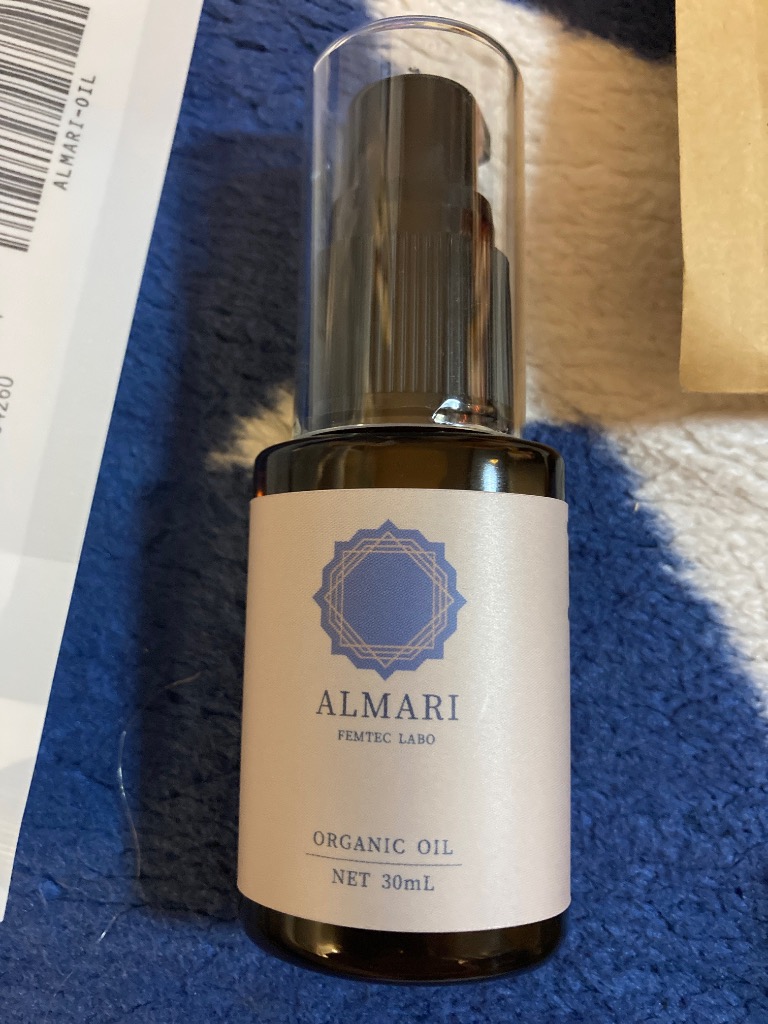 ALMARI-OIL
ALMARI
FEMTEC LABO
ORGANIC OIL
NET 30mL